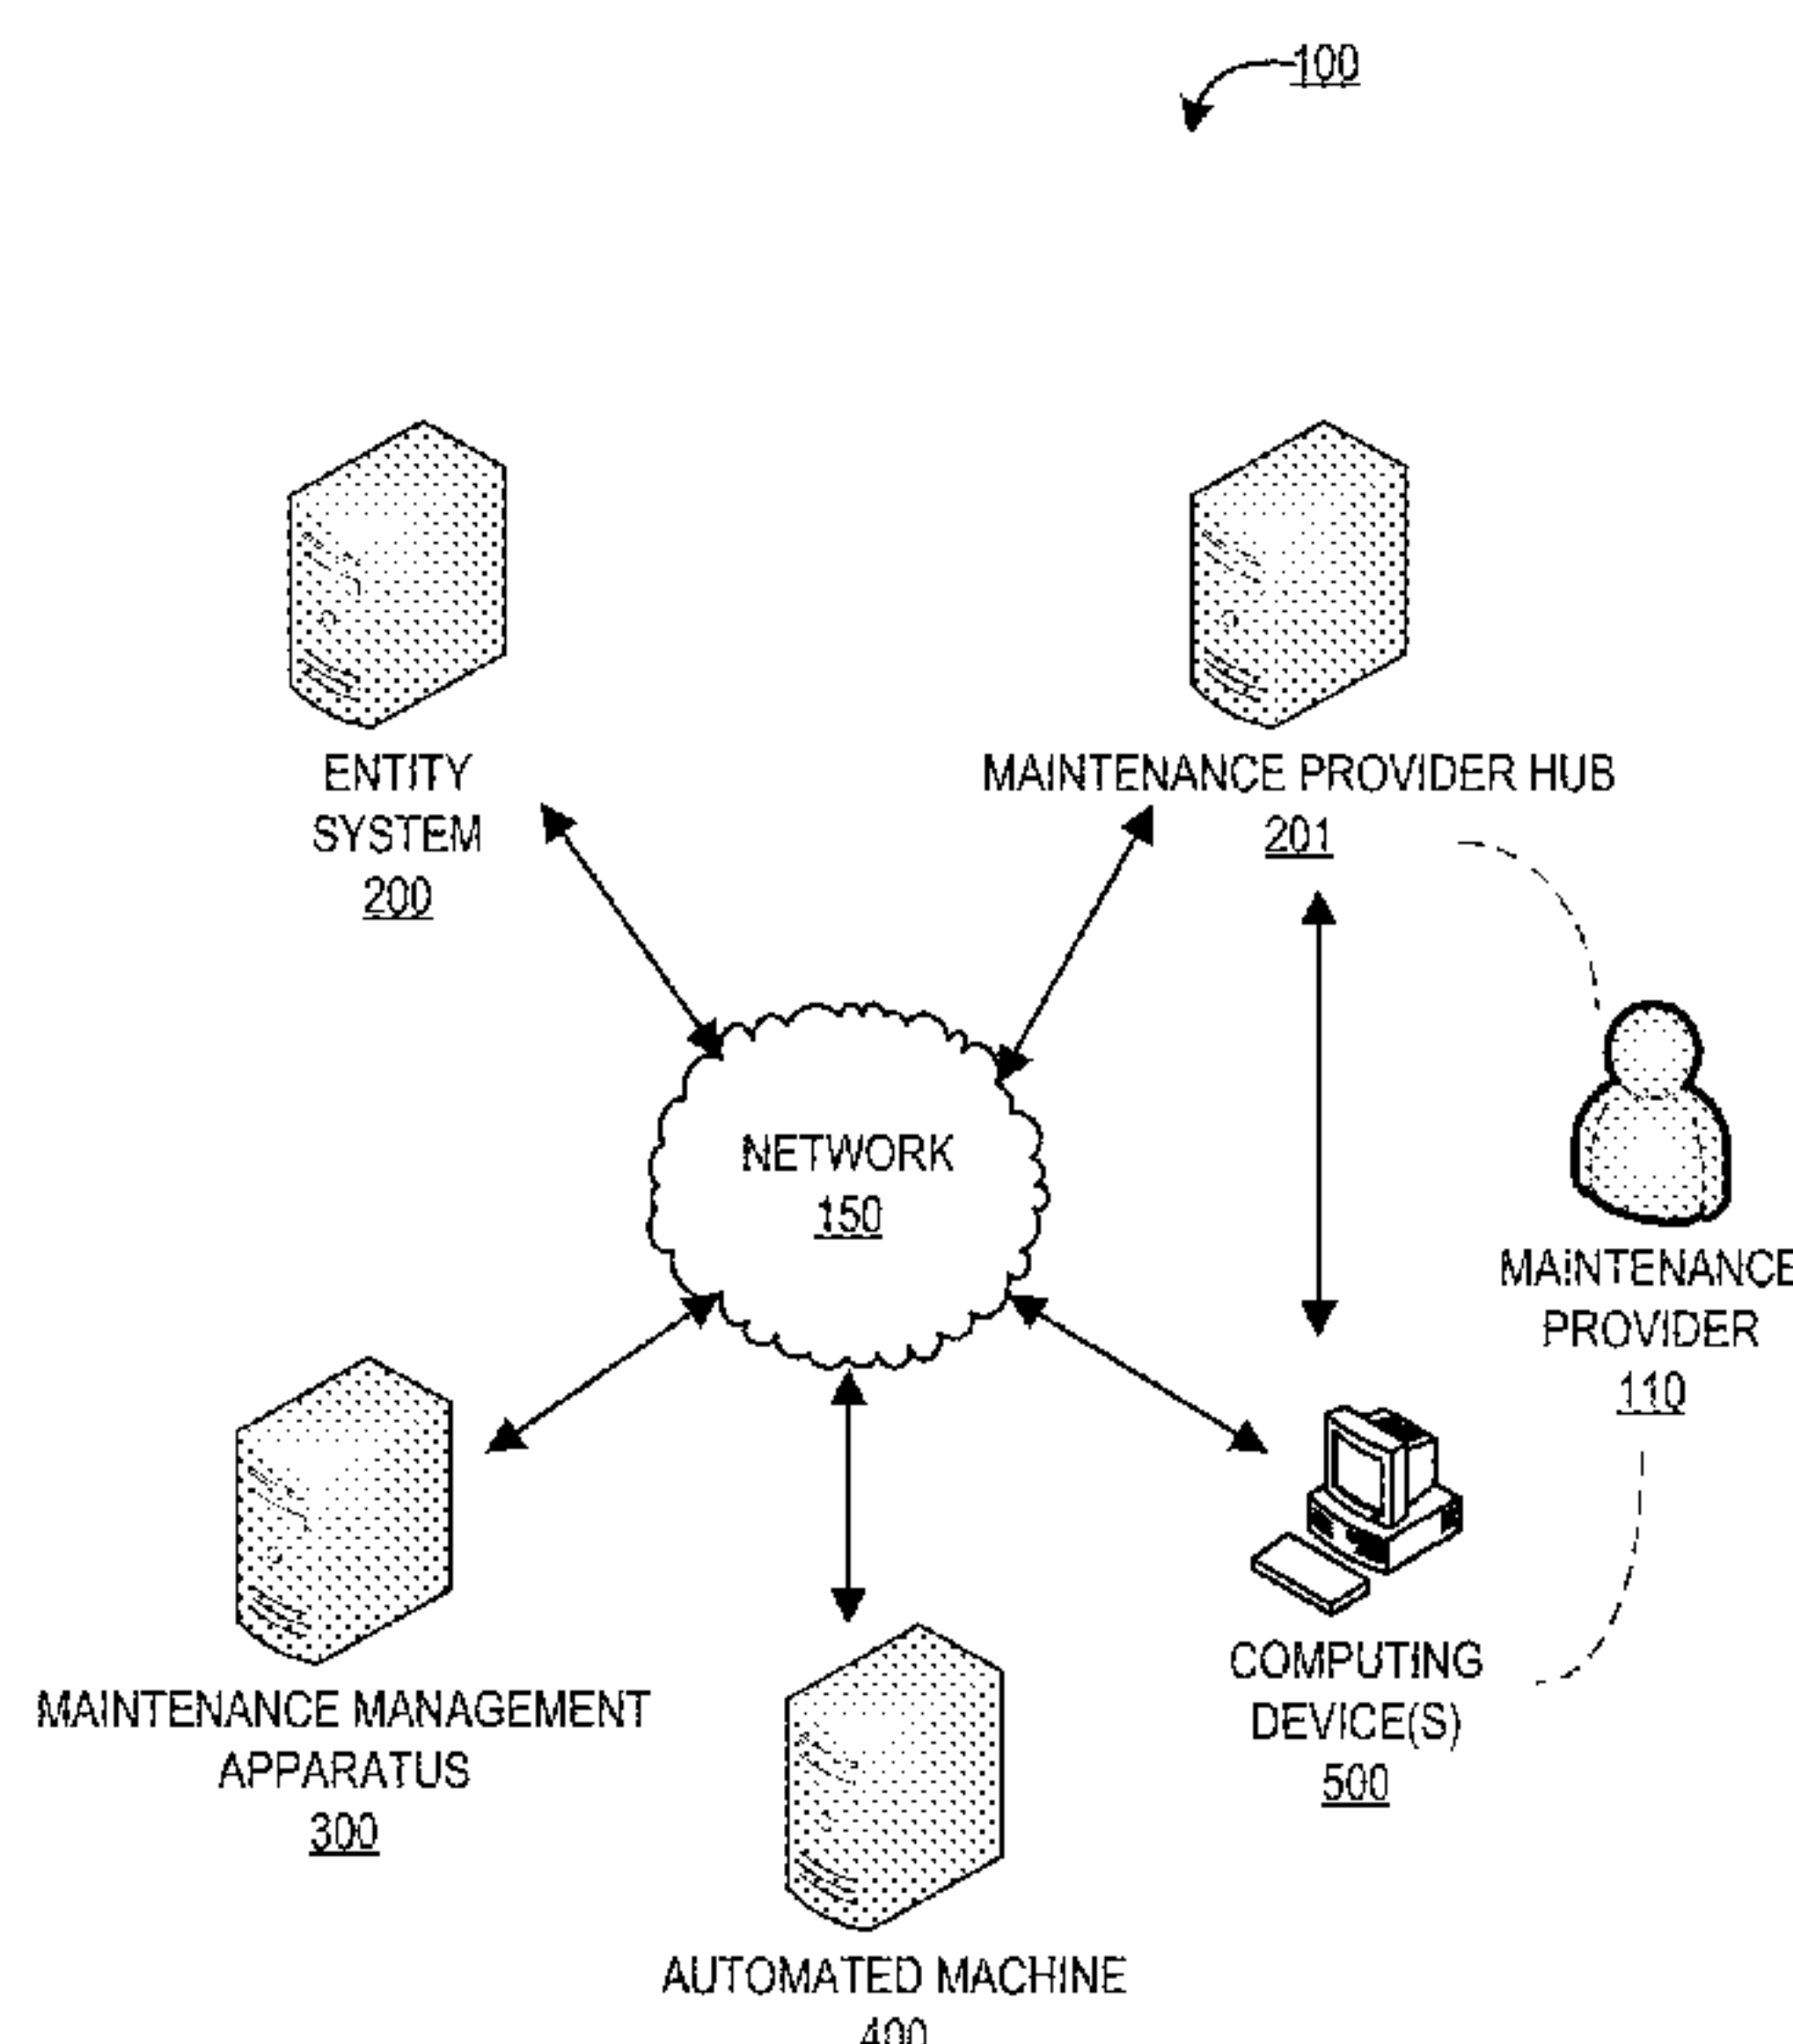 100
ENTITY
SYSTEM
200
MAINTENANCE PROVIDER HUB
201
NETWORK
150
MAINTENANCE
PROVIDER
110
MAINTENANCE MANAGEMENT
APPARATUS
300
COMPUTING
DEVICE(S)
500
AUTOMATED MACHINE
400